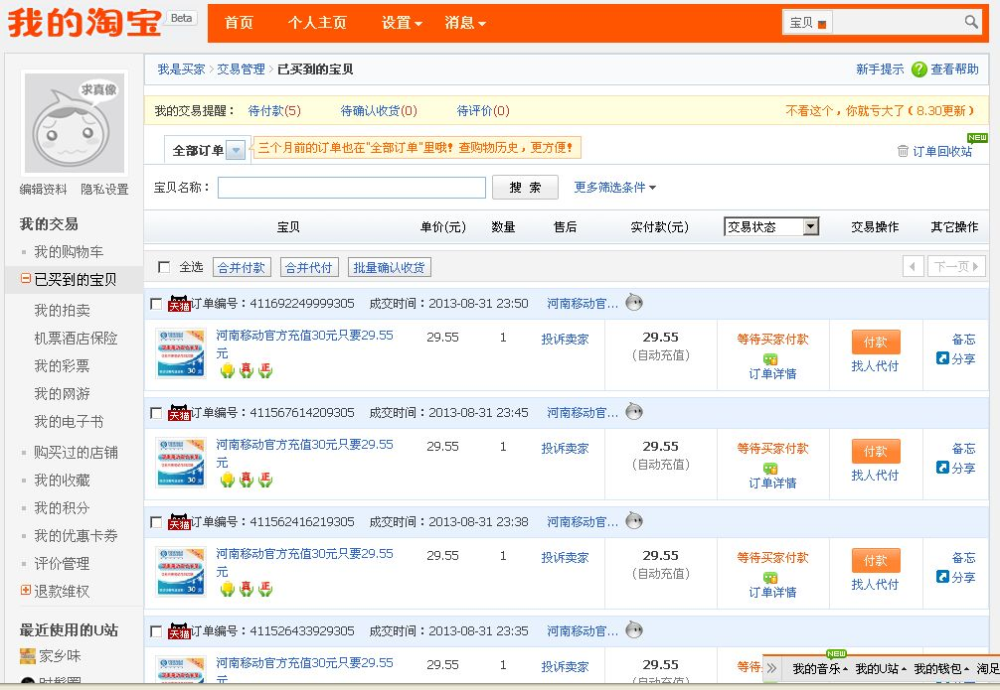 我的淘宝 Beta 首页 个人主页 设置 消息 宝贝
求真像
编辑资料 隐私设置
我的交易
我的购物车
已买到的宝贝
我的拍卖
机票酒店保险
我的彩票
我的网游
我的电子书
购买过的店铺
我的收藏
我的积分
我的优惠卡券
评价管理
退款维权
最近使用的U站
家乡味
我是买家 > 交易管理 > 已买到的宝贝 新手提示 ? 查看帮助
我的交易提醒： 待付款(5) 待确认收货(0) 待评价(0) 不看这个，你就亏大了（8.30更新）
全部订单 三个月前的订单也在"全部订单"里哦！查购物历史，更方便！ 订单回收站 NEW
宝贝名称： 搜 索 更多筛选条件
宝贝 单价(元) 数量 售后 实付款(元) 交易状态 交易操作 其它操作
全选 合并付款 合并代付 批量确认收货 下一页
天猫 订单编号：411692249999305 成交时间：2013-08-31 23:50 河南移动官...
河南移动官方充值30元只要29.55 29.55 1 投诉卖家 29.55 等待买家付款 付款 备忘
元 (自动充值) 订单详情 找人代付 分享
真 正
天猫 订单编号：411567614209305 成交时间：2013-08-31 23:45 河南移动官...
河南移动官方充值30元只要29.55 29.55 1 投诉卖家 29.55 等待买家付款 付款 备忘
元 (自动充值) 订单详情 找人代付 分享
真 正
天猫 订单编号：411562416219305 成交时间：2013-08-31 23:38 河南移动官...
河南移动官方充值30元只要29.55 29.55 1 投诉卖家 29.55 等待买家付款 付款 备忘
元 (自动充值) 订单详情 找人代付 分享
真 正
天猫 订单编号：411526433929305 成交时间：2013-08-31 23:35 河南移动官...
河南移动官方充值30元只要29.55 29.55 1 投诉卖家 29.55 等待
NEW
我的音乐 我的U站 我的钱包 淘足